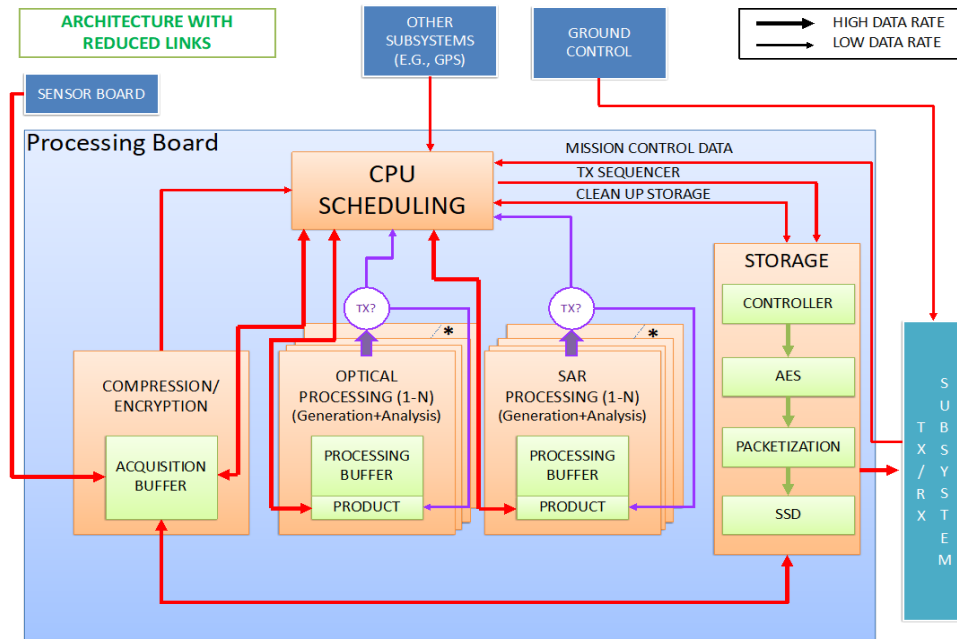 ARCHITECTURE WITH
REDUCED LINKS
OTHER
SUBSYSTEMS
(E.G., GPS)
GROUND
CONTROL
HIGH DATA RATE
LOW DATA RATE
SENSOR BOARD
Processing Board
CPU
SCHEDULING
MISSION CONTROL DATA
TX SEQUENCER
CLEAN UP STORAGE
STORAGE
CONTROLLER
AES
PACKETIZATION
SSD
TX?
TX?
*
*
COMPRESSION/
ENCRYPTION
ACQUISITION
BUFFER
OPTICAL
PROCESSING (1-N)
(Generation+Analysis)
PROCESSING
BUFFER
PRODUCT
SAR
PROCESSING (1-N)
(Generation+Analysis)
PROCESSING
BUFFER
PRODUCT
TX/RX
SUBSYSTEM